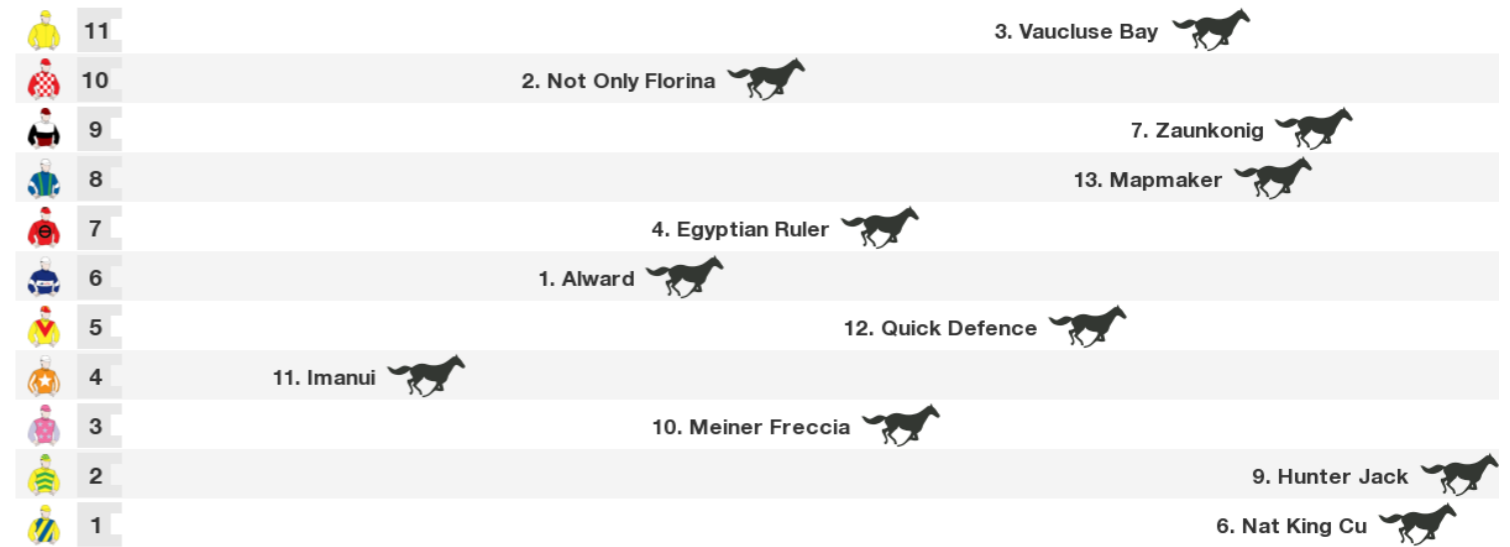 11 3. Vaucluse Bay
10 2. Not Only Florina
9 7. Zaunkonig
8 13. Mapmaker
7 4. Egyptian Ruler
6 1. Alward
5 12. Quick Defence
4 11. Imanui
3 10. Meiner Freccia
2 9. Hunter Jack
1 6. Nat King Cu